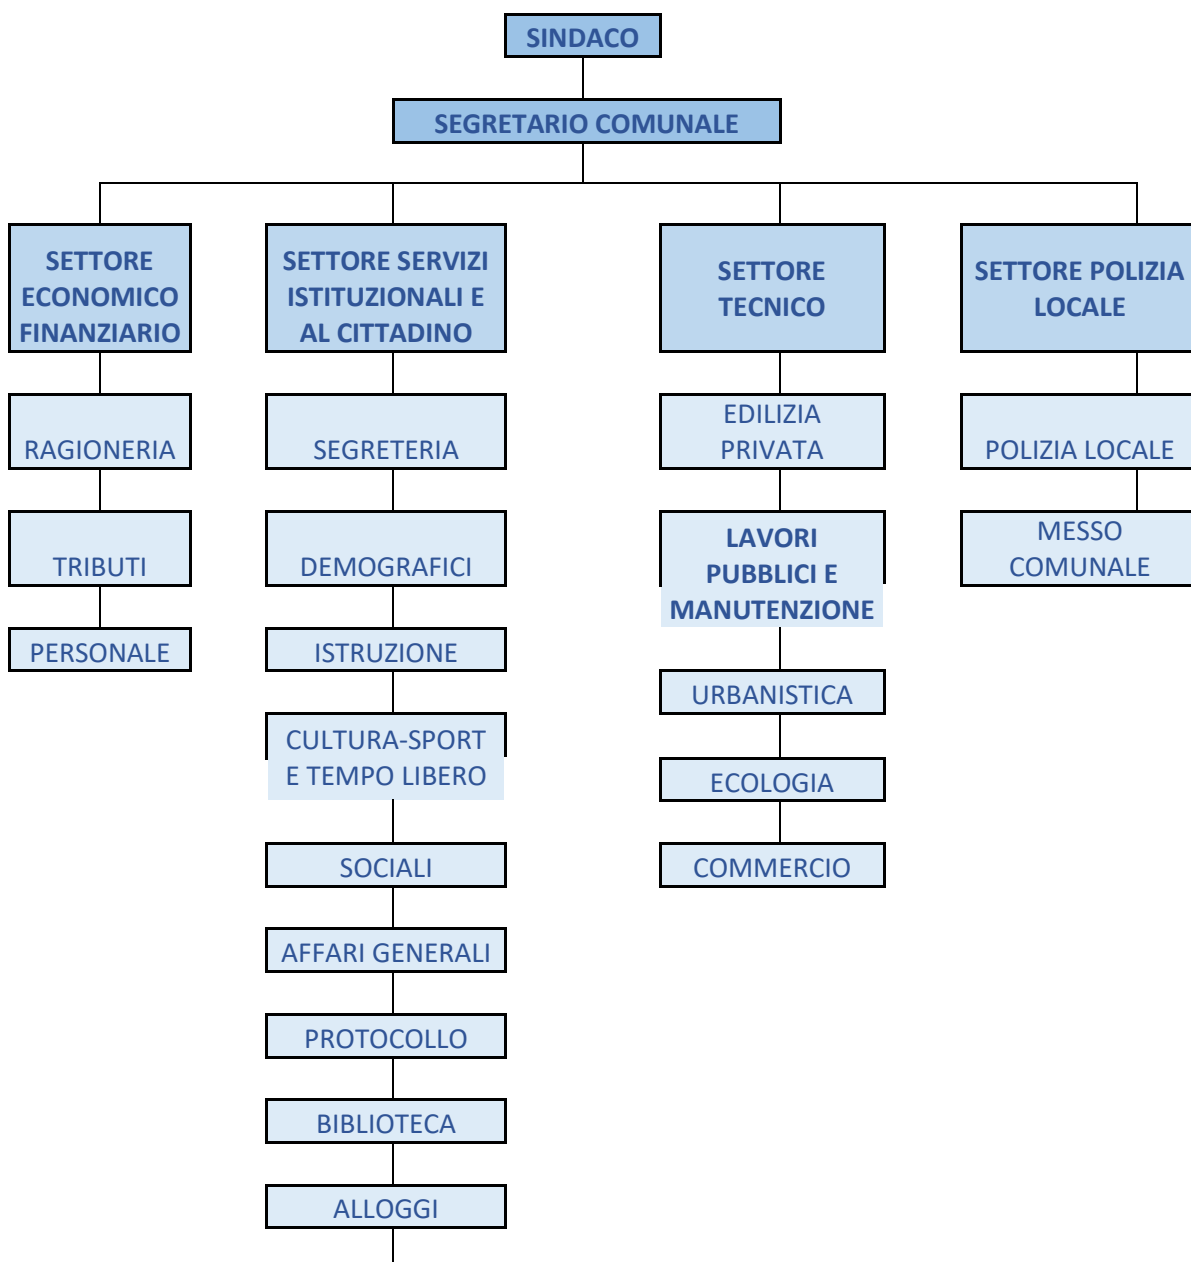 SINDACO
SEGRETARIO COMUNALE
SETTORE
ECONOMICO
FINANZIARIO
SETTORE SERVIZI
ISTITUZIONALI E
AL CITTADINO
SETTORE
TECNICO
SETTORE POLIZIA
LOCALE
RAGIONERIA
TRIBUTI
PERSONALE
SEGRETERIA
DEMOGRAFICI
ISTRUZIONE
CULTURA-SPORT
E TEMPO LIBERO
SOCIALI
AFFARI GENERALI
PROTOCOLLO
BIBLIOTECA
ALLOGGI
EDILIZIA
PRIVATA
LAVORI
PUBBLICI E
MANUTENZIONE
URBANISTICA
ECOLOGIA
COMMERCIO
POLIZIA LOCALE
MESSO
COMUNALE